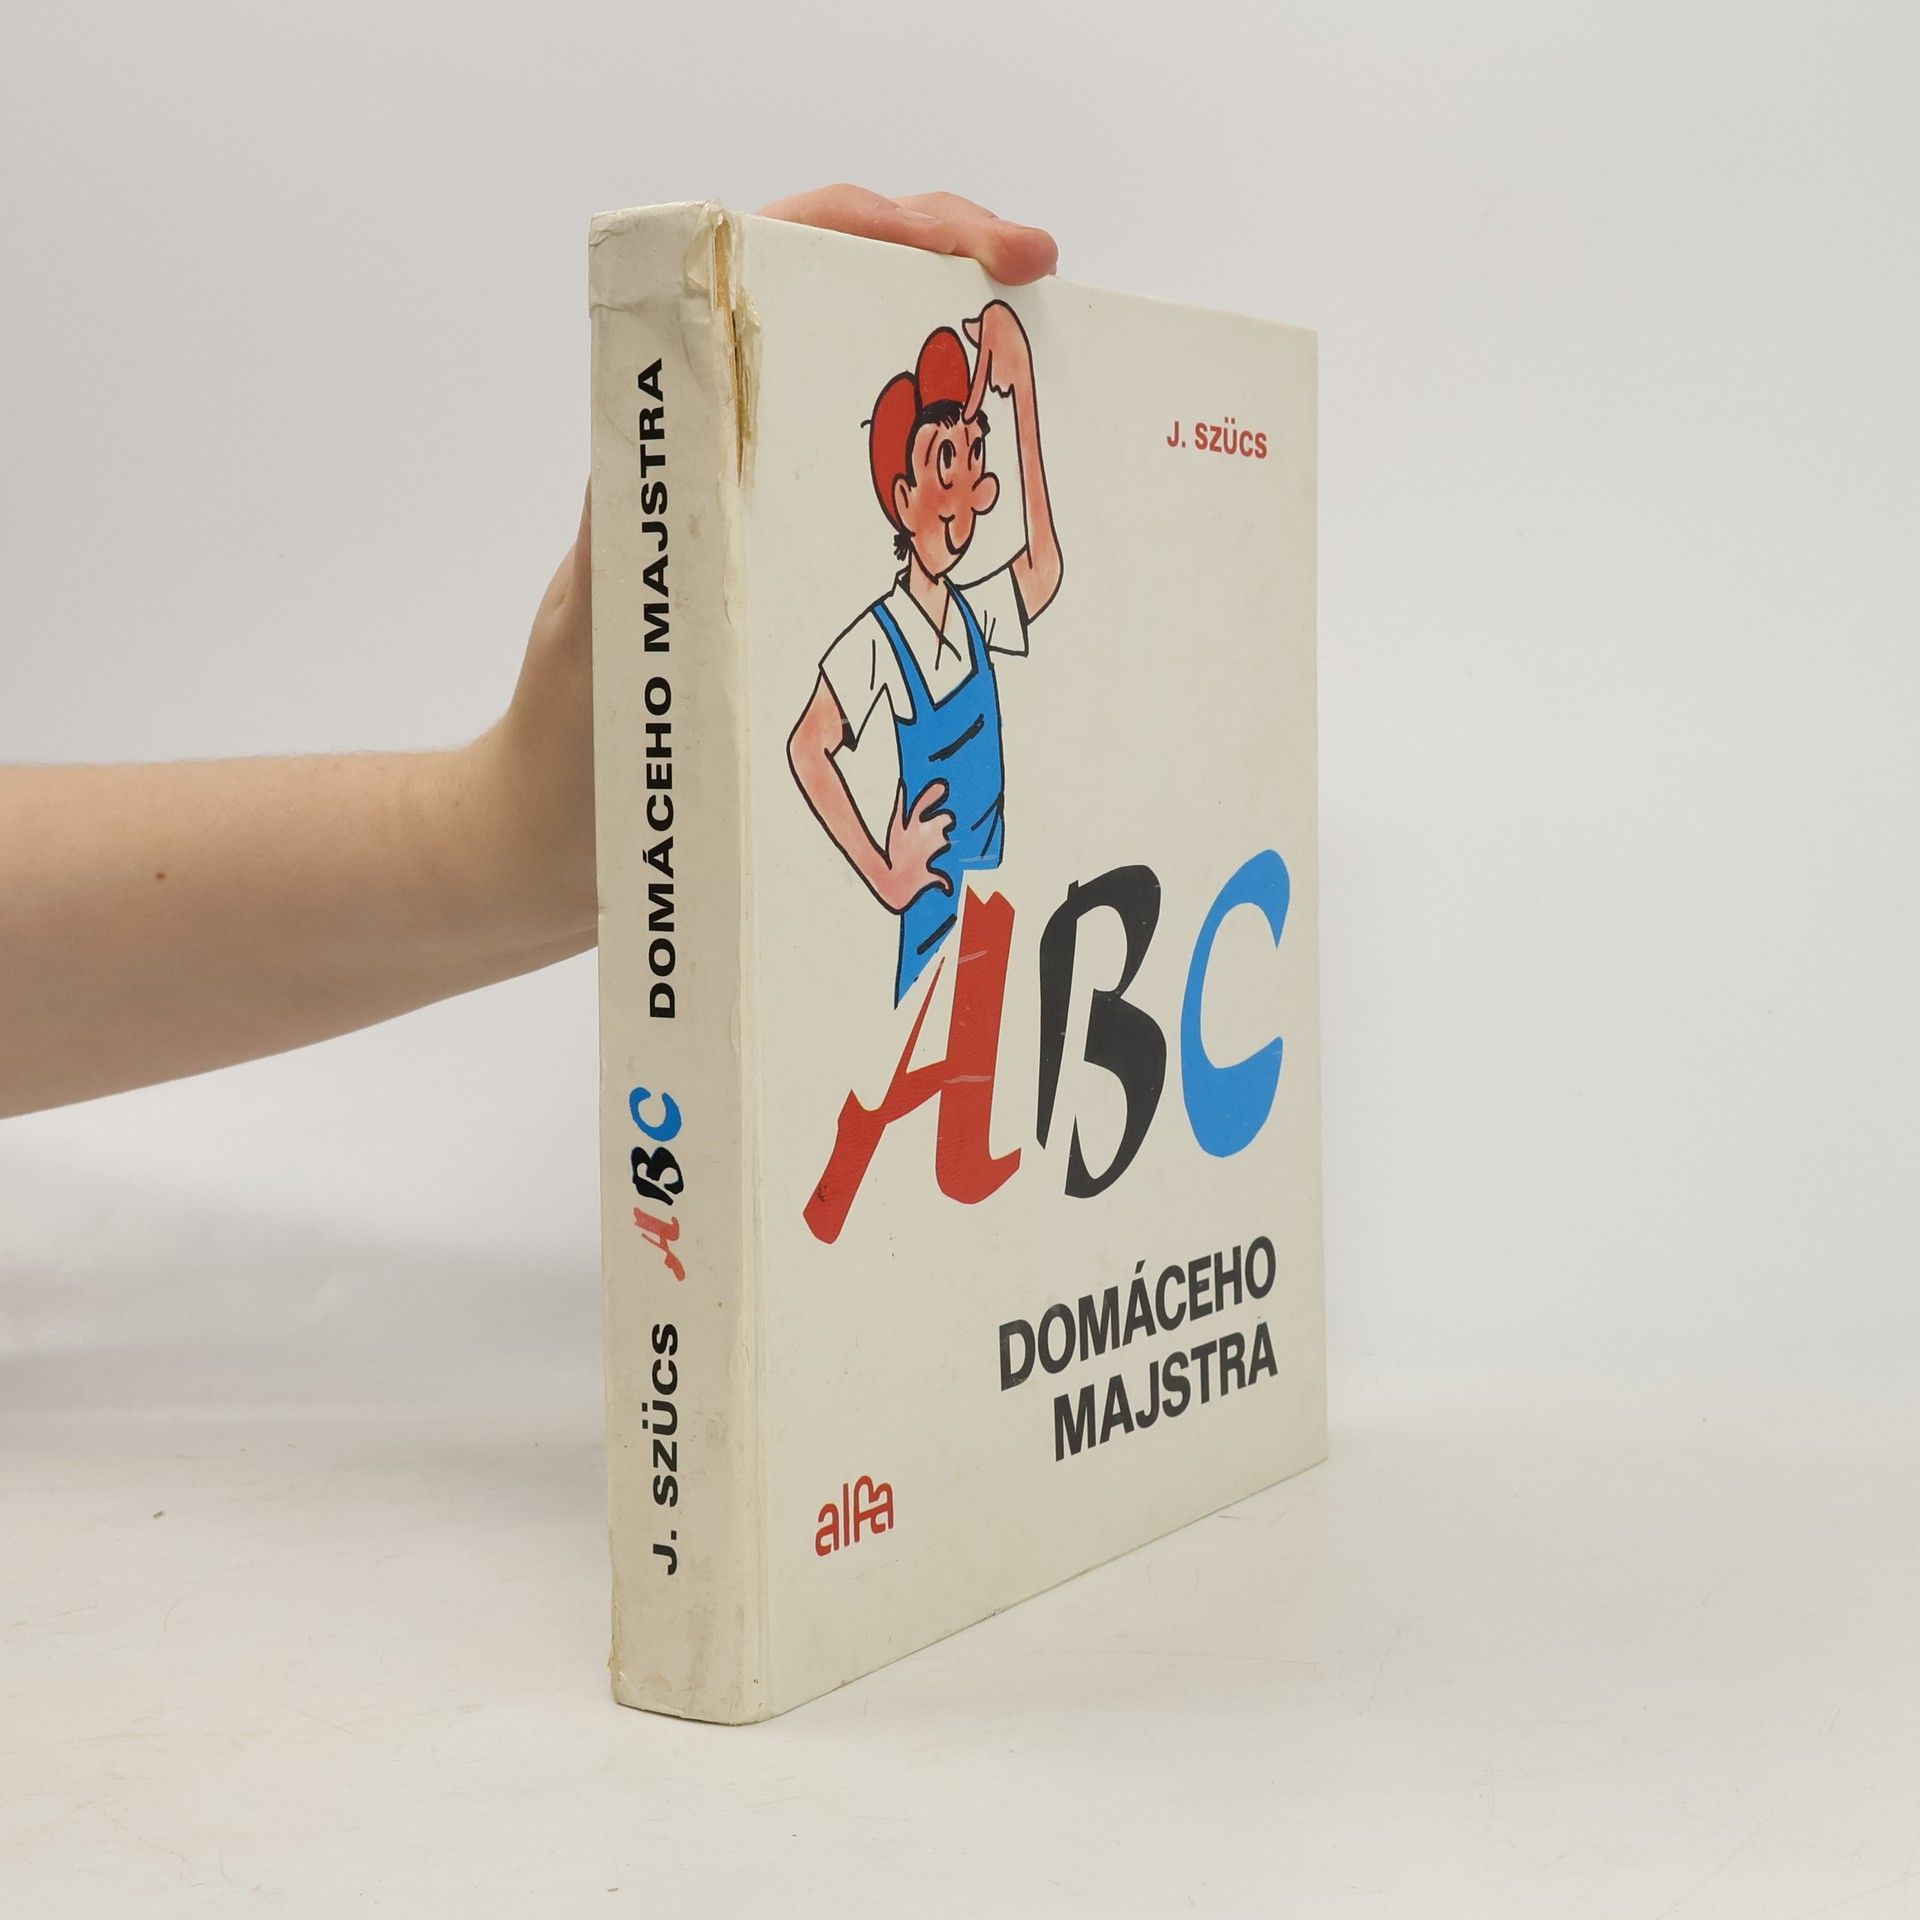 J. SZÜCS ABC DOMÁCEHO MAJSTRA
J. SZÜCS
ABC
DOMÁCEHO
MAJSTRA
alfa